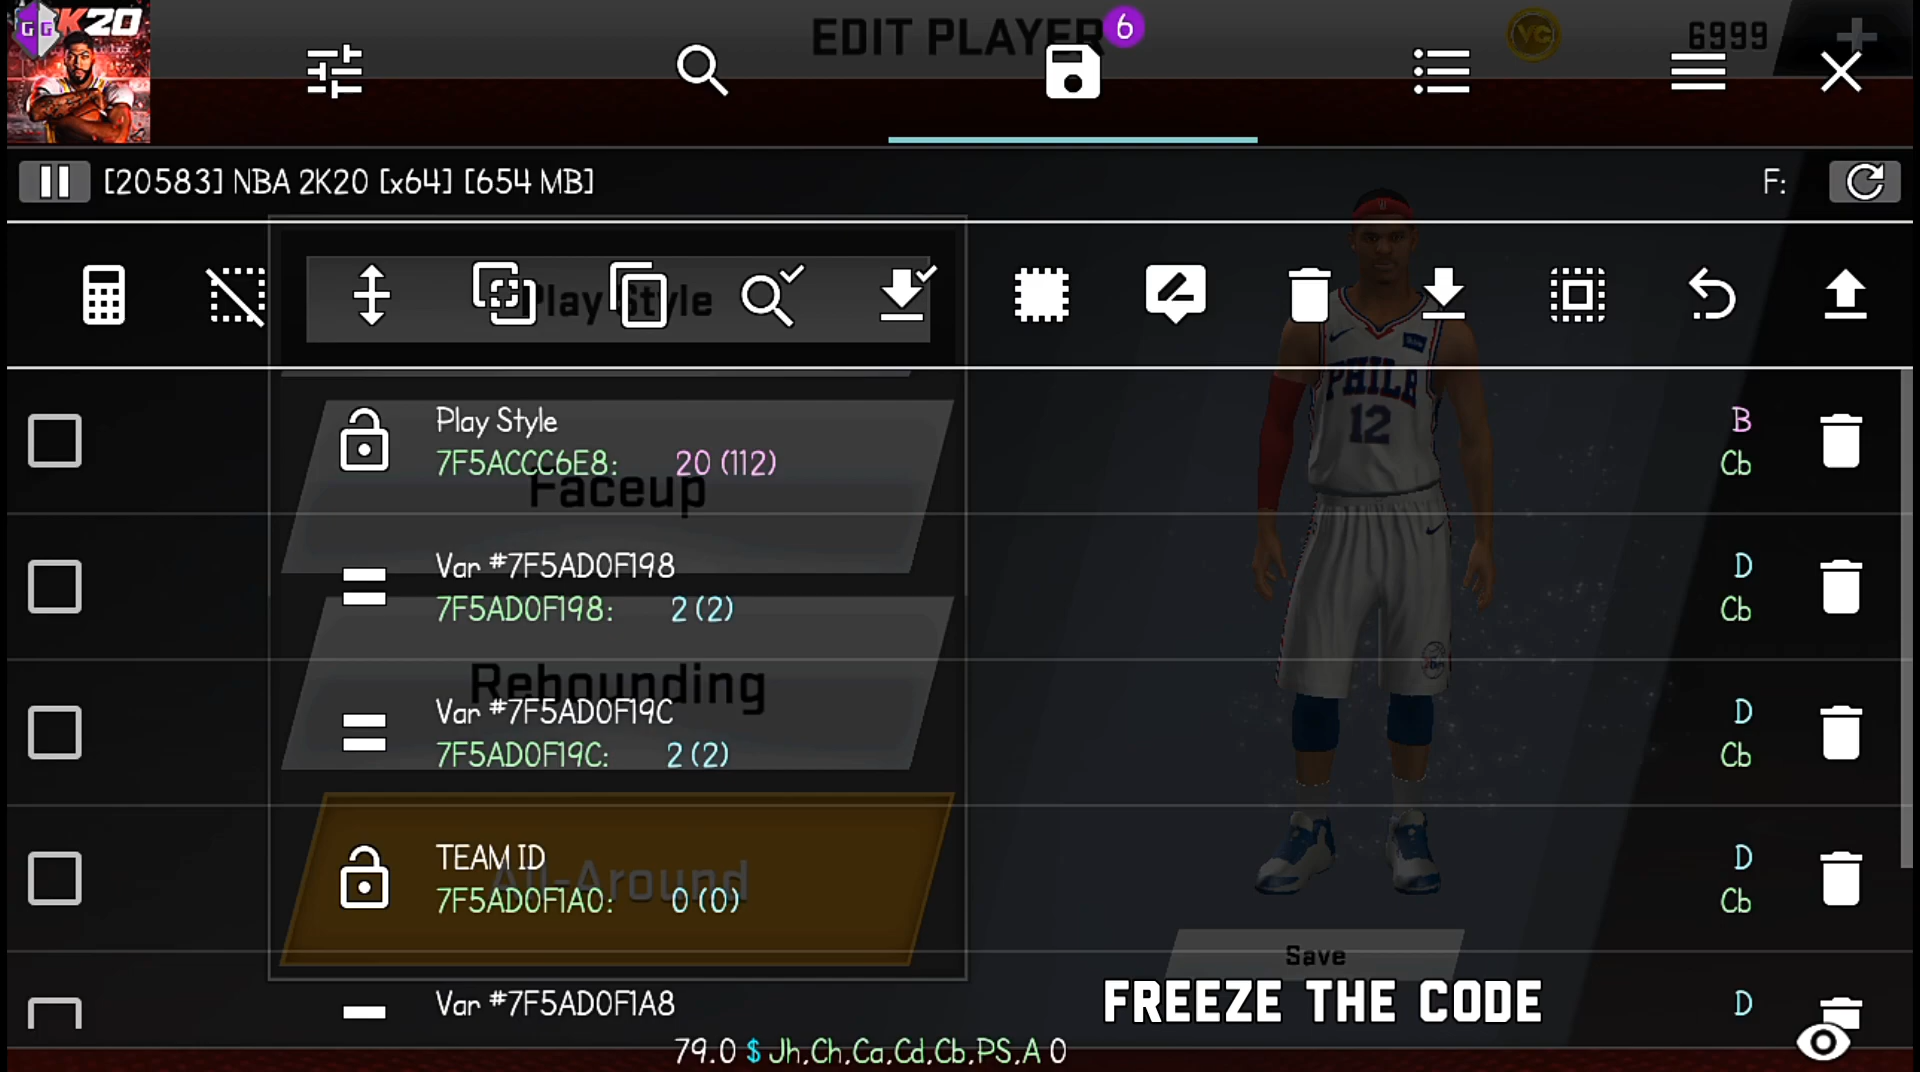 K20
GG
EDIT PLAYER
6
VC
6999
[20583] NBA 2K20 [x64] [654 MB]
F:
Play Style
Play Style
7F5ACCC6E8: 20 (112)
B
Cb
Faceup
Var #7F5AD0F198
7F5AD0F198: 2 (2)
D
Cb
Rebounding
Var #7F5AD0F19C
7F5AD0F19C: 2 (2)
D
Cb
TEAM ID
7F5AD0F1A0: 0 (0)
D
Cb
All-Around
PHILA
12
Save
Var #7F5AD0F1A8
D
FREEZE THE CODE
79.0 $ Jh,Ch,Ca,Cd,Cb,PS,A 0